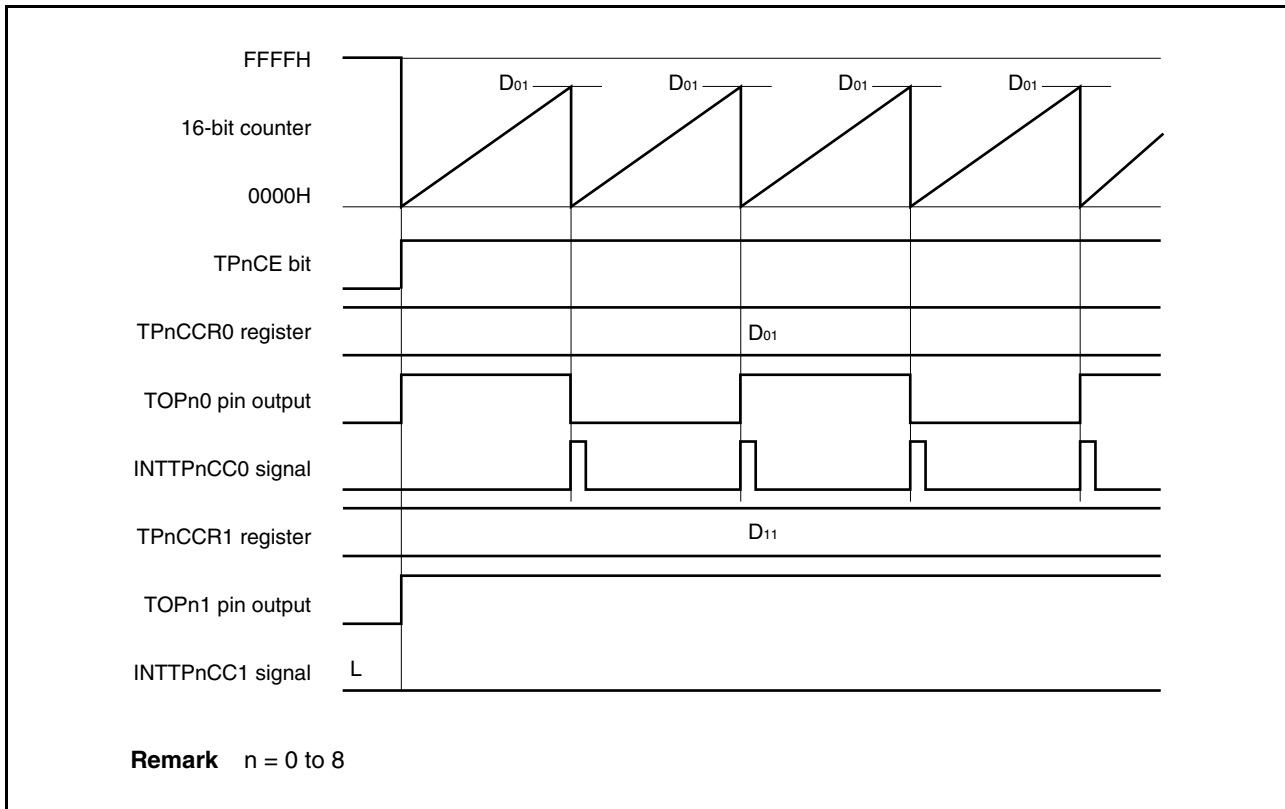 FFFFH
D01 D01 D01 D01
16-bit counter
0000H
TPnCE bit
TPnCCR0 register
D01
TOPn0 pin output
INTTPnCC0 signal
TPnCCR1 register
D11
TOPn1 pin output
INTTPnCC1 signal L
Remark n = 0 to 8